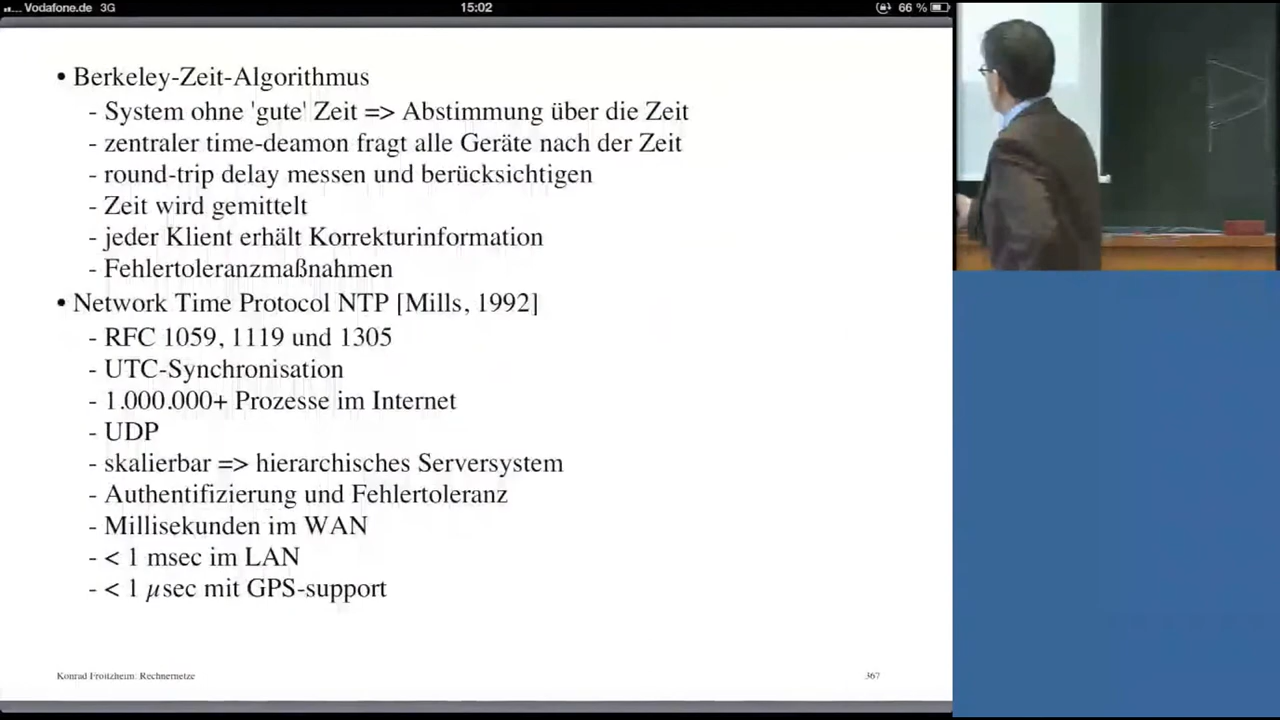 Vodafone.de 3G 15:02 66 %
• Berkeley-Zeit-Algorithmus
- System ohne 'gute' Zeit => Abstimmung über die Zeit
- zentraler time-deamon fragt alle Geräte nach der Zeit
- round-trip delay messen und berücksichtigen
- Zeit wird gemittelt
- jeder Klient erhält Korrekturinformation
- Fehlertoleranzmaßnahmen
• Network Time Protocol NTP [Mills, 1992]
- RFC 1059, 1119 und 1305
- UTC-Synchronisation
- 1.000.000+ Prozesse im Internet
- UDP
- skalierbar => hierarchisches Serversystem
- Authentifizierung und Fehlertoleranz
- Millisekunden im WAN
- < 1 msec im LAN
- < 1 µsec mit GPS-support
Konrad Froitzheim: Rechnernetze 367